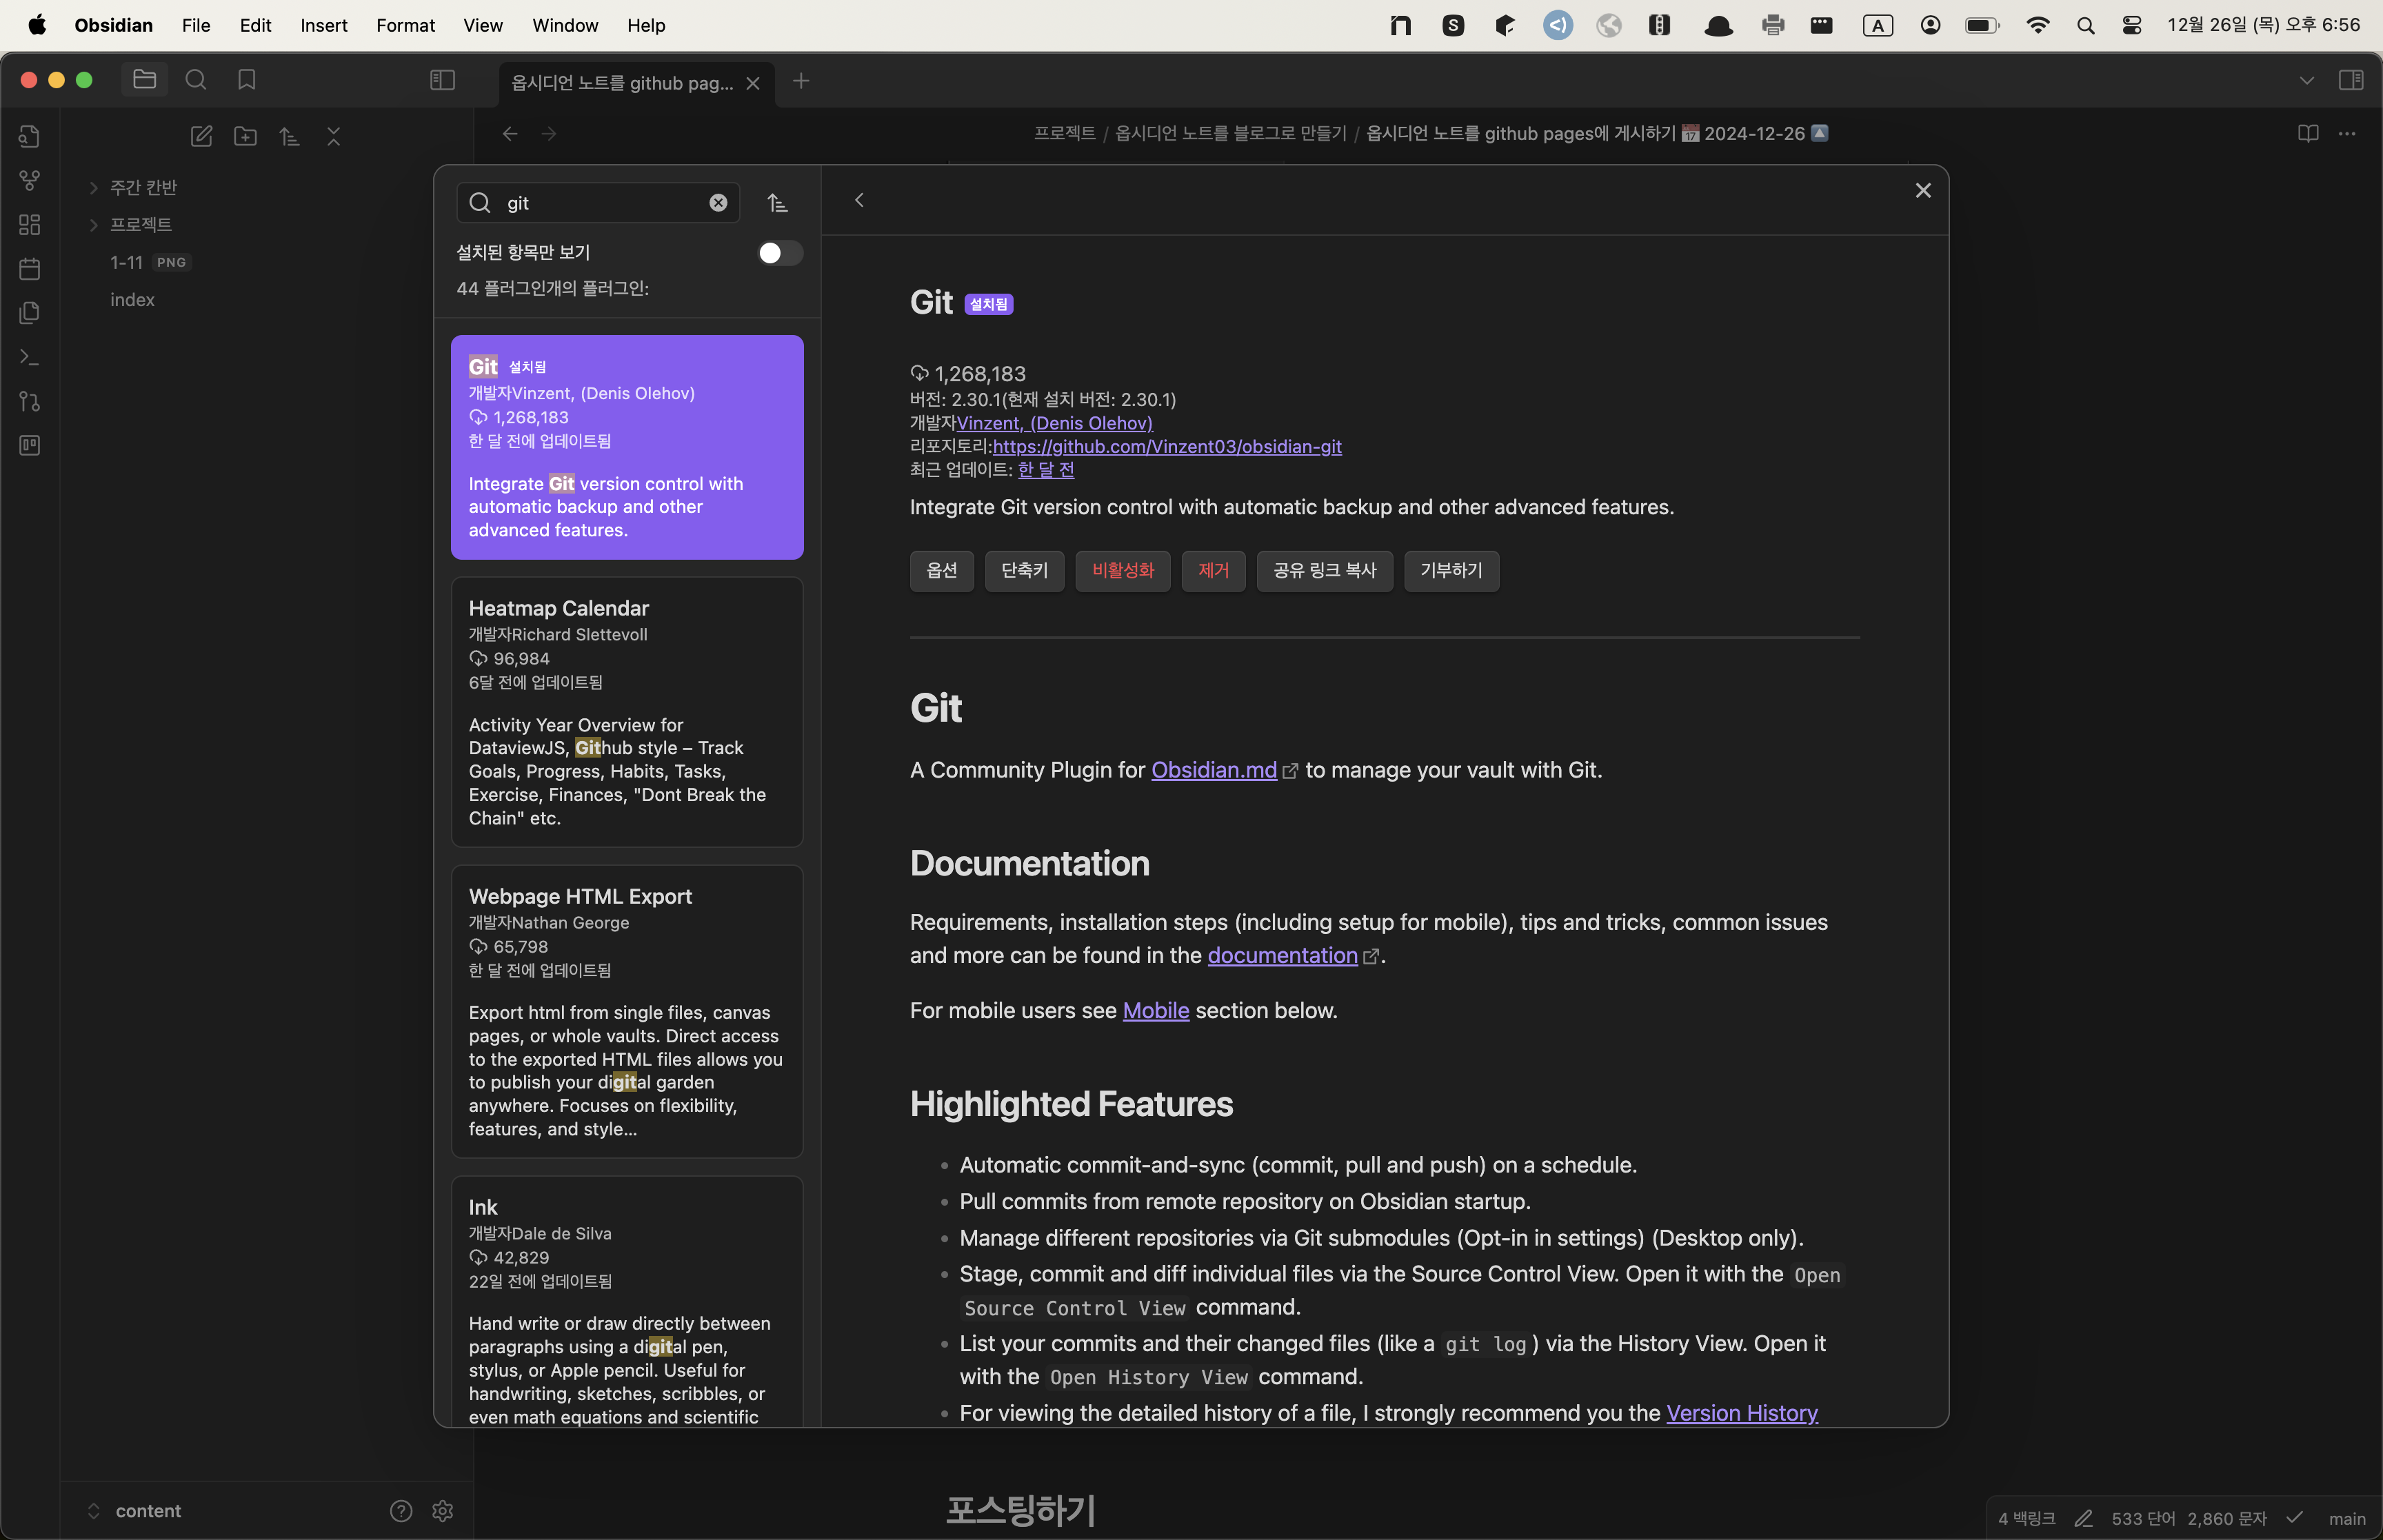 Obsidian File Edit Insert Format View Window Help
A
12월 26일 (목) 오후 6:56
옵시디언 노트를 github pag...
프로젝트 / 옵시디언 노트를 블로그로 만들기 / 옵시디언 노트를 github pages에 게시하기 📅 2024-12-26 🔼
주간 칸반
프로젝트
1-11 PNG
index
git
설치된 항목만 보기
44 플러그인개의 플러그인:
Git 설치됨
개발자Vinzent, (Denis Olehov)
1,268,183
한 달 전에 업데이트됨
Integrate Git version control with
automatic backup and other
advanced features.
Heatmap Calendar
개발자Richard Slettevoll
96,984
6달 전에 업데이트됨
Activity Year Overview for
DataviewJS, Github style – Track
Goals, Progress, Habits, Tasks,
Exercise, Finances, "Dont Break the
Chain" etc.
Webpage HTML Export
개발자Nathan George
65,798
한 달 전에 업데이트됨
Export html from single files, canvas
pages, or whole vaults. Direct access
to the exported HTML files allows you
to publish your digital garden
anywhere. Focuses on flexibility,
features, and style...
Ink
개발자Dale de Silva
42,829
22일 전에 업데이트됨
Hand write or draw directly between
paragraphs using a digital pen,
stylus, or Apple pencil. Useful for
handwriting, sketches, scribbles, or
even math equations and scientific
Git 설치됨
1,268,183
버전: 2.30.1(현재 설치 버전: 2.30.1)
개발자Vinzent, (Denis Olehov)
리포지토리:https://github.com/Vinzent03/obsidian-git
최근 업데이트: 한 달 전
Integrate Git version control with automatic backup and other advanced features.
옵션 단축키 비활성화 제거 공유 링크 복사 기부하기
Git
A Community Plugin for Obsidian.md to manage your vault with Git.
Documentation
Requirements, installation steps (including setup for mobile), tips and tricks, common issues
and more can be found in the documentation.
For mobile users see Mobile section below.
Highlighted Features
• Automatic commit-and-sync (commit, pull and push) on a schedule.
• Pull commits from remote repository on Obsidian startup.
• Manage different repositories via Git submodules (Opt-in in settings) (Desktop only).
• Stage, commit and diff individual files via the Source Control View. Open it with the Open
Source Control View command.
• List your commits and their changed files (like a git log) via the History View. Open it
with the Open History View command.
• For viewing the detailed history of a file, I strongly recommend you the Version History
포스팅하기
content
4 백링크 533 단어 2,860 문자 main